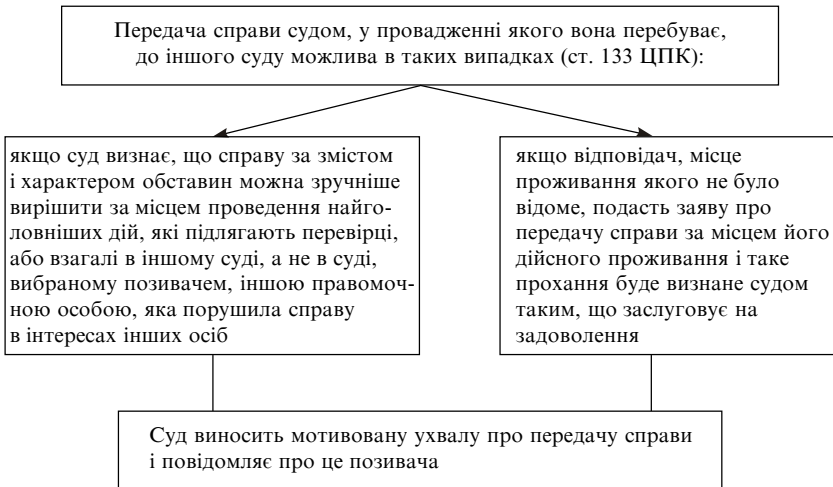 Передача справи судом, у провадженні якого вона перебуває,
до іншого суду можлива в таких випадках (ст. 133 ЦПК):
якщо суд визнає, що справу за змістом
і характером обставин можна зручніше
вирішити за місцем проведення найго-
ловніших дій, які підлягають перевірці,
або взагалі в іншому суді, а не в суді,
вибраному позивачем, іншою правомоч-
ною особою, яка порушила справу
в інтересах інших осіб
якщо відповідач, місце
проживання якого не було
відоме, подасть заяву про
передачу справи за місцем його
дійсного проживання і таке
прохання буде визнане судом
таким, що заслуговує на
задоволення
Суд виносить мотивовану ухвалу про передачу справи
і повідомляє про це позивача